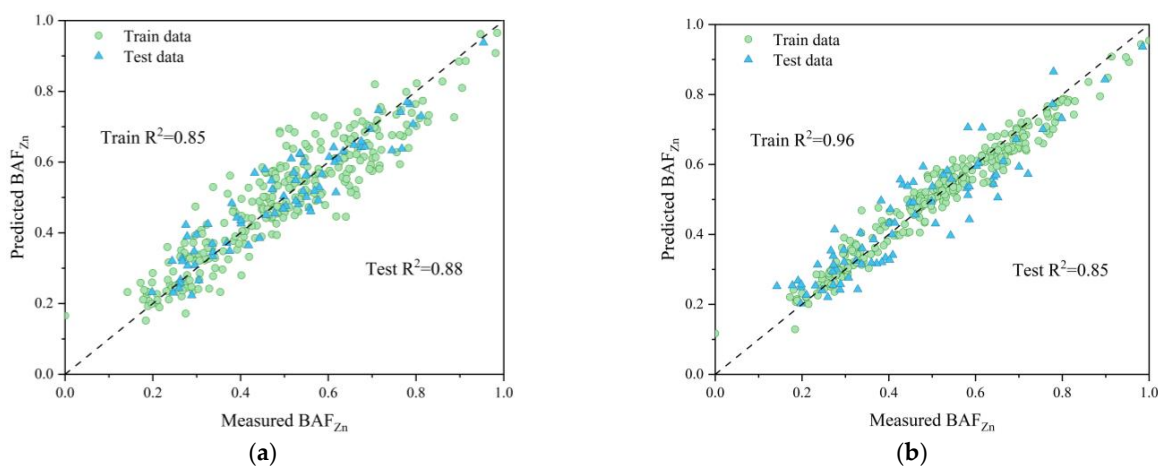 Train data
Test data
Train R²=0.85
Test R²=0.88
Predicted BAF_Zn
1.0
0.8
0.6
0.4
0.2
0.0
0.0 0.2 0.4 0.6 0.8 1.0
Measured BAF_Zn
(a)
Train data
Test data
Train R²=0.96
Test R²=0.85
Predicted BAF_Zn
1.0
0.8
0.6
0.4
0.2
0.0
0.0 0.2 0.4 0.6 0.8 1.0
Measured BAF_Zn
(b)